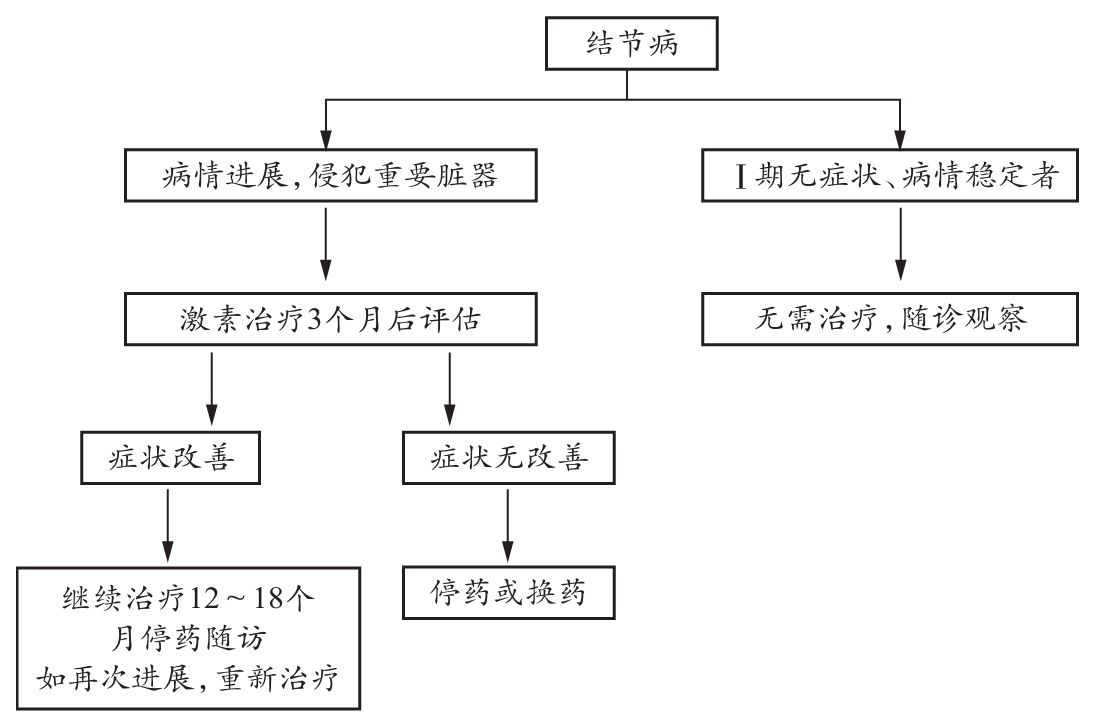 结节病
病情进展,侵犯重要脏器
Ⅰ期无症状、病情稳定者
激素治疗3个月后评估
无需治疗,随诊观察
症状改善
症状无改善
继续治疗12~18个
月停药随访
如再次进展,重新治疗
停药或换药